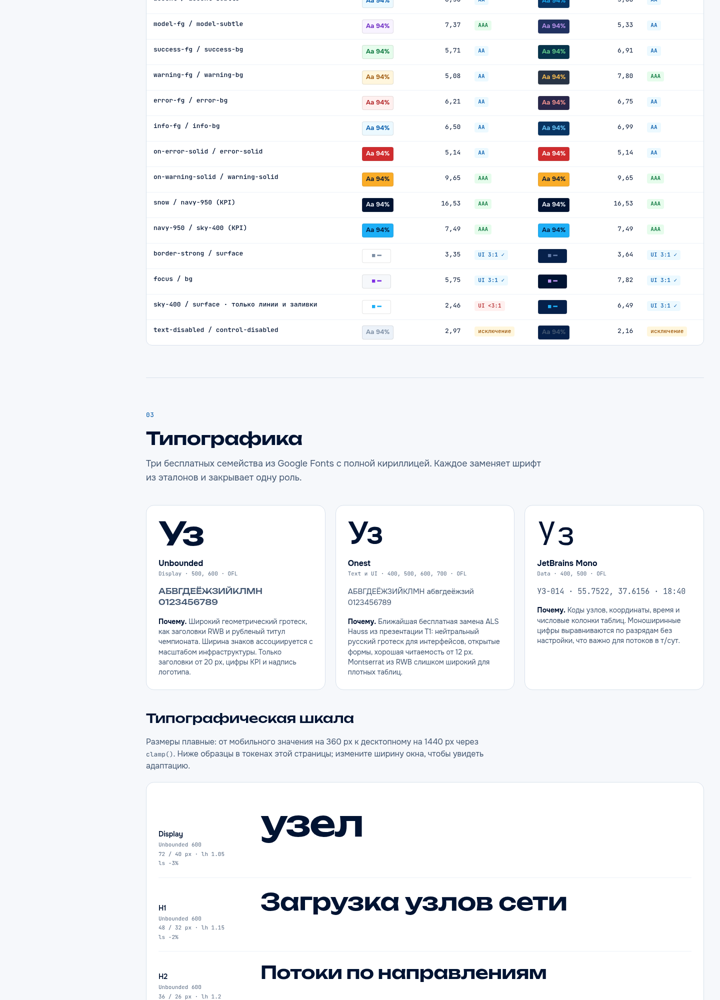 model-fg / model-subtle Aa 94% 7,37 AAA Aa 94% 5,33 AA
success-fg / success-bg Aa 94% 5,71 AA Aa 94% 6,91 AA
warning-fg / warning-bg Aa 94% 5,08 AA Aa 94% 7,80 AAA
error-fg / error-bg Aa 94% 6,21 AA Aa 94% 6,75 AA
info-fg / info-bg Aa 94% 6,50 AA Aa 94% 6,99 AA
on-error-solid / error-solid Aa 94% 5,14 AA Aa 94% 5,14 AA
on-warning-solid / warning-solid Aa 94% 9,65 AAA Aa 94% 9,65 AAA
snow / navy-950 (KPI) Aa 94% 16,53 AAA Aa 94% 16,53 AAA
navy-950 / sky-400 (KPI) Aa 94% 7,49 AAA Aa 94% 7,49 AAA
border-strong / surface 3,35 UI 3:1 ✓ 3,64 UI 3:1 ✓
focus / bg 5,75 UI 3:1 ✓ 7,82 UI 3:1 ✓
sky-400 / surface · только линии и заливки 2,46 UI <3:1 6,49 UI 3:1 ✓
text-disabled / control-disabled Aa 94% 2,97 исключение Aa 94% 2,16 исключение
03
Типографика
Три бесплатных семейства из Google Fonts с полной кириллицей. Каждое заменяет шрифт
из эталонов и закрывает одну роль.
Уз
Unbounded
Display · 500, 600 · OFL
АБВГДЕЁЖЗИЙКЛМН
0123456789
Почему. Широкий геометрический гротеск,
как заголовки RWB и рубленый титул
чемпионата. Ширина знаков ассоциируется с
масштабом инфраструктуры. Только
заголовки от 20 px, цифры KPI и надпись
логотипа.
Уз
Onest
Text и UI · 400, 500, 600, 700 · OFL
АБВГДЕЁЖЗИЙКЛМН абвгдеёжзий
0123456789
Почему. Ближайшая бесплатная замена ALS
Hauss из презентации Т1: нейтральный
русский гротеск для интерфейсов, открытые
формы, хорошая читаемость от 12 px.
Montserrat из RWB слишком широкий для
плотных таблиц.
Уз
JetBrains Mono
Data · 400, 500 · OFL
УЗ-014 · 55.7522, 37.6156 · 18:40
Почему. Коды узлов, координаты, время и
числовые колонки таблиц. Моноширинные
цифры выравниваются по разрядам без
настройки, что важно для потоков в т/сут.
Типографическая шкала
Размеры плавные: от мобильного значения на 360 px к десктопному на 1440 px через
clamp(). Ниже образцы в токенах этой страницы; измените ширину окна, чтобы увидеть
адаптацию.
Display
Unbounded 600
72 / 40 px · lh 1.05
ls -3%
узел
H1
Unbounded 600
48 / 32 px · lh 1.15
ls -2%
Загрузка узлов сети
H2
Unbounded 600
36 / 26 px · lh 1.2
Потоки по направлениям